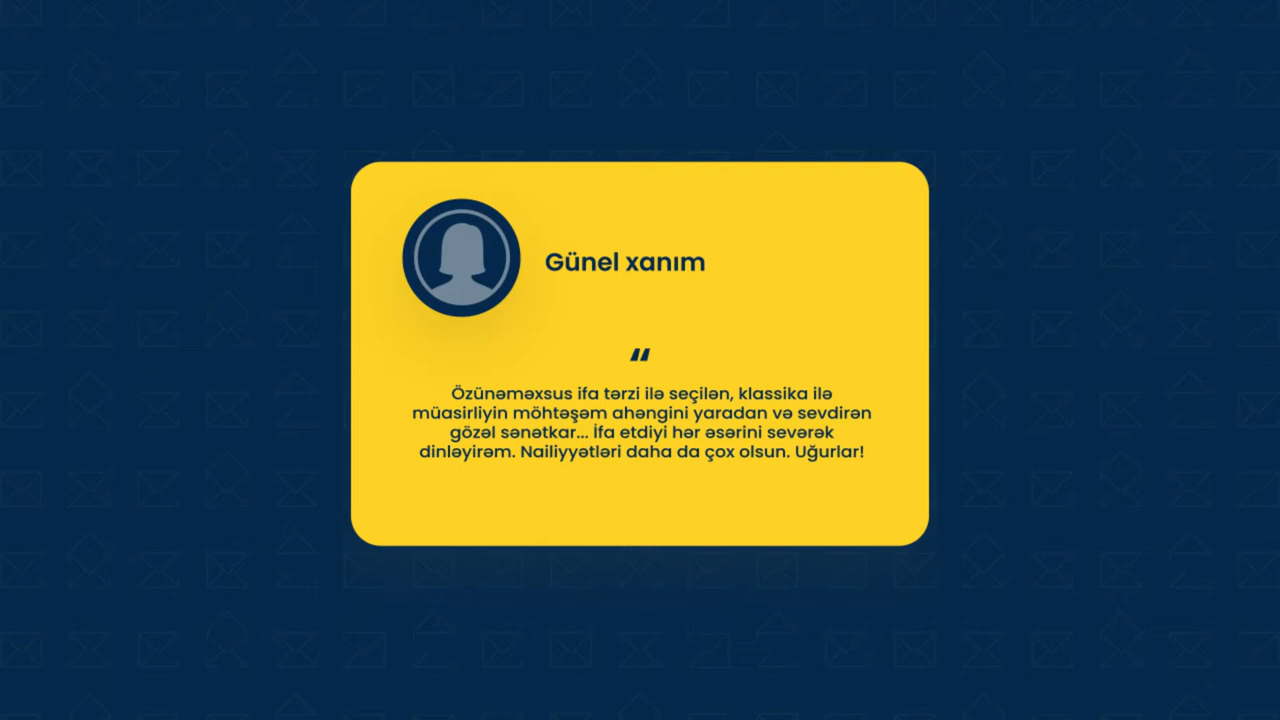 Günel xanım
“
Özünəməxsus ifa tərzi ilə seçilən, klassika ilə
müasirliyin möhtəşəm ahəngini yaradan və sevdirən
gözəl sənətkar... İfa etdiyi hər əsərini sevərək
dinləyirəm. Nailiyyətləri daha da çox olsun. Uğurlar!